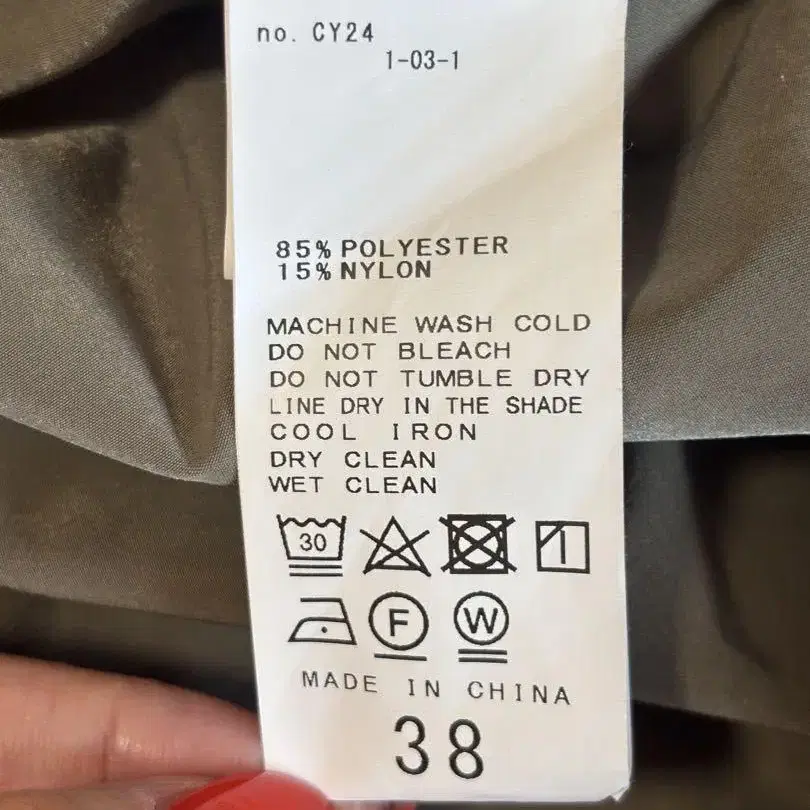 no. CY24
1-03-1
85% POLYESTER
15% NYLON
MACHINE WASH COLD
DO NOT BLEACH
DO NOT TUMBLE DRY
LINE DRY IN THE SHADE
COOL IRON
DRY CLEAN
WET CLEAN
30
F W
MADE IN CHINA
38